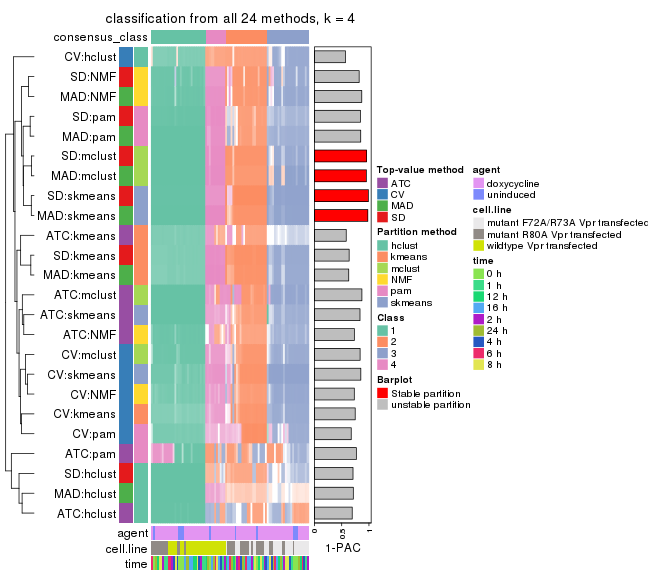 classification from all 24 methods, k = 4
consensus_class
CV:hclust
SD:NMF
MAD:NMF
SD:pam
MAD:pam
SD:mclust
MAD:mclust
SD:skmeans
MAD:skmeans
ATC:kmeans
SD:kmeans
MAD:kmeans
ATC:mclust
ATC:skmeans
ATC:NMF
CV:mclust
CV:skmeans
CV:NMF
CV:kmeans
CV:pam
ATC:pam
SD:hclust
MAD:hclust
ATC:hclust
agent
cell.line
time
0
0.5
1
1-PAC
Top-value method
ATC
CV
MAD
SD
Partition method
hclust
kmeans
mclust
NMF
pam
skmeans
Class
1
2
3
4
Barplot
Stable partition
unstable partition
agent
doxycycline
uninduced
cell.line
mutant F72A/R73A Vpr transfected
mutant R80A Vpr transfected
wildtype Vpr transfected
time
0 h
1 h
12 h
16 h
2 h
24 h
4 h
6 h
8 h